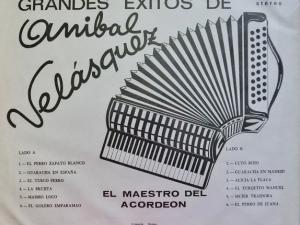 GRANDES EXITOS DE
stereo
Anibal
Velásquez
LADO A
1.—EL PERRO ZAPATO BLANCO
2.—GUARACHA EN ESPAÑA
3.—EL TURCO PERRO
4.—LA FRUTA
5.—MAMBO LOCO
6.—EL GOLERO EMPARAMAO
LADO B
1.—LUTO
2.—GUARACHA EN MADRID
3.—ALICIA LA FLACA
4.—EL TURQUITO MANUEL
5.—MUJER TRAIDORA
6.—EL PERRO DE JUANA
EL MAESTRO DEL
ACORDEON